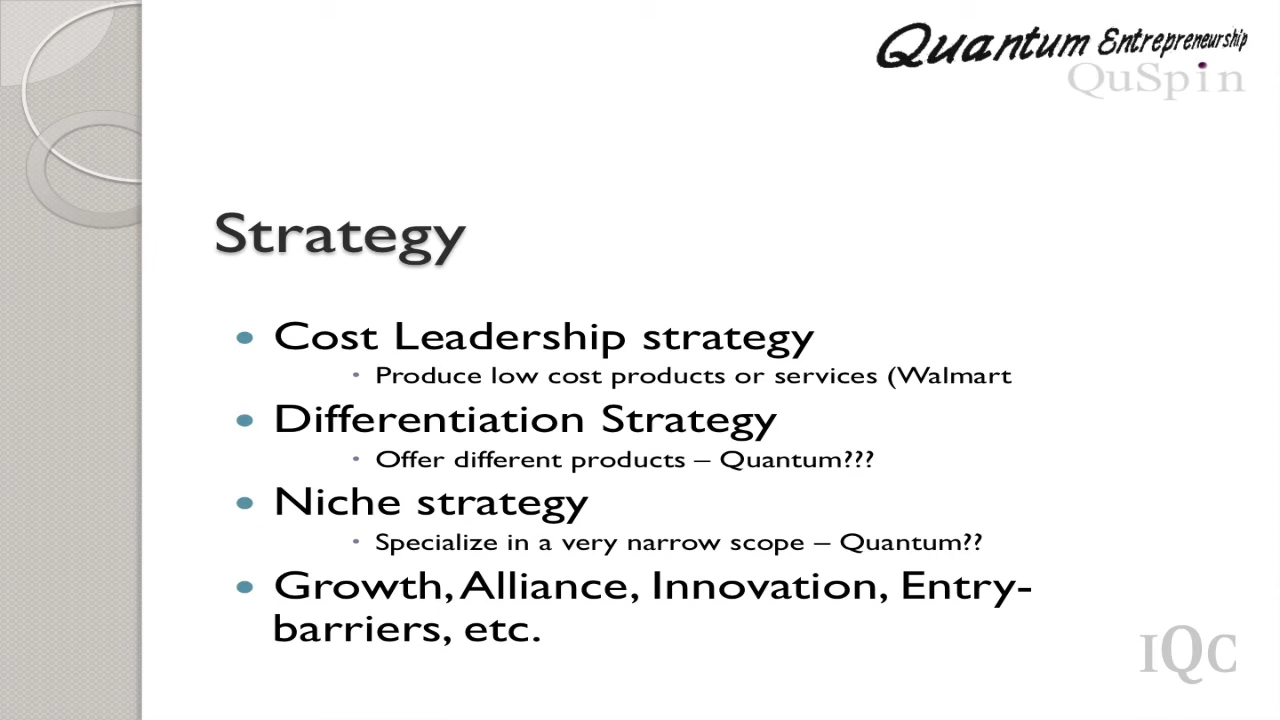 Quantum Entrepreneurship
QuSpin
Strategy
• Cost Leadership strategy
• Produce low cost products or services (Walmart
• Differentiation Strategy
• Offer different products – Quantum???
• Niche strategy
• Specialize in a very narrow scope – Quantum??
• Growth, Alliance, Innovation, Entry-
barriers, etc.
IQC